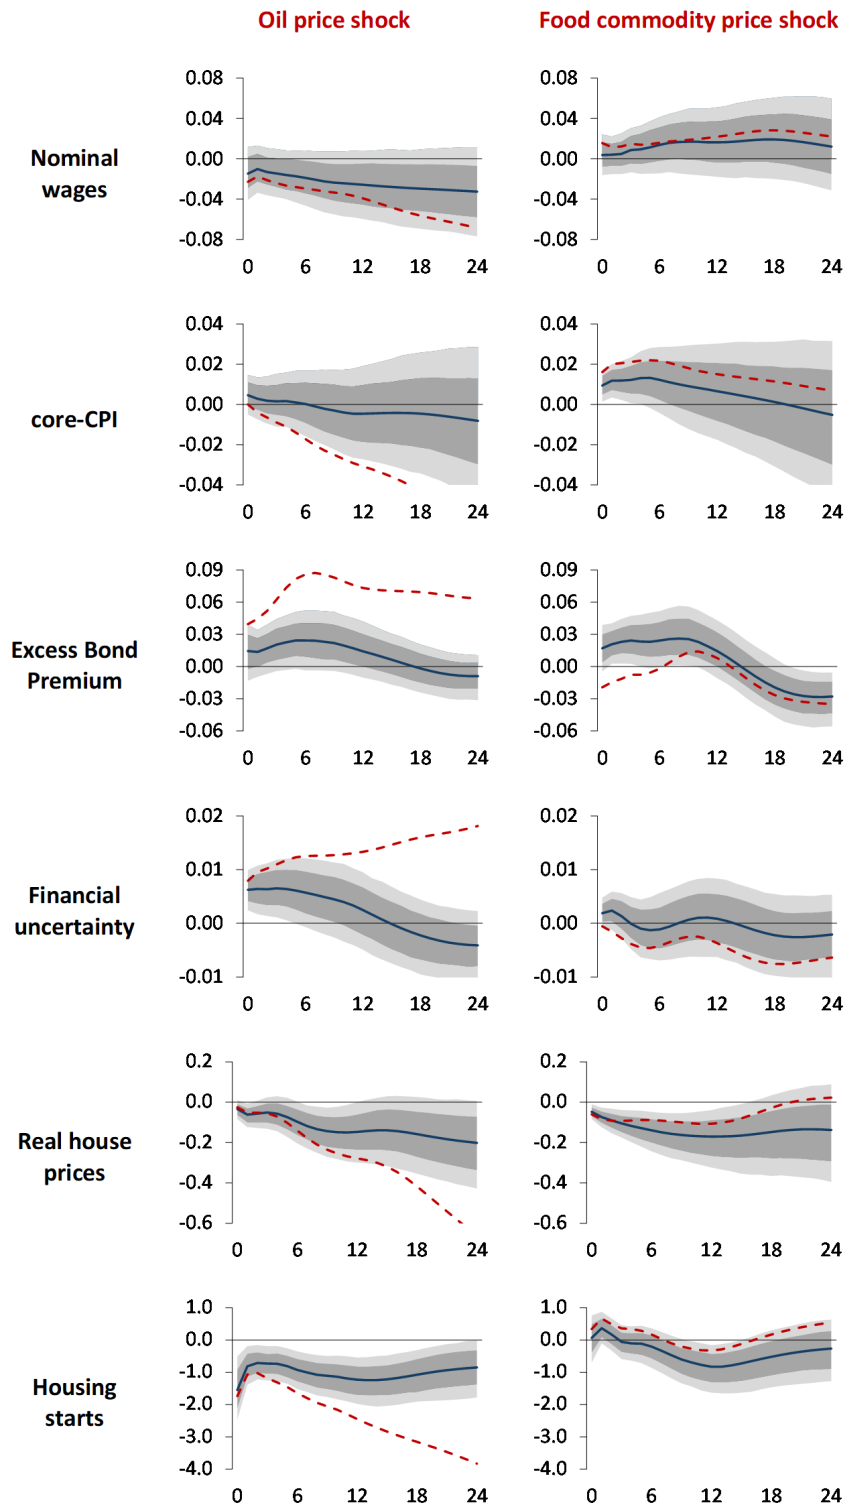 Oil price shock
Food commodity price shock
Nominal
wages
0.08
0.04
0.00
-0.04
-0.08
0 6 12 18 24
0.08
0.04
0.00
-0.04
-0.08
0 6 12 18 24
core-CPI
0.04
0.02
0.00
-0.02
-0.04
0 6 12 18 24
0.04
0.02
0.00
-0.02
-0.04
0 6 12 18 24
Excess Bond
Premium
0.09
0.06
0.03
0.00
-0.03
-0.06
0 6 12 18 24
0.09
0.06
0.03
0.00
-0.03
-0.06
0 6 12 18 24
Financial
uncertainty
0.02
0.01
0.00
-0.01
0 6 12 18 24
0.02
0.01
0.00
-0.01
0 6 12 18 24
Real house
prices
0.2
0.0
-0.2
-0.4
-0.6
0 6 12 18 24
0.2
0.0
-0.2
-0.4
-0.6
0 6 12 18 24
Housing
starts
1.0
0.0
-1.0
-2.0
-3.0
-4.0
0 6 12 18 24
1.0
0.0
-1.0
-2.0
-3.0
-4.0
0 6 12 18 24